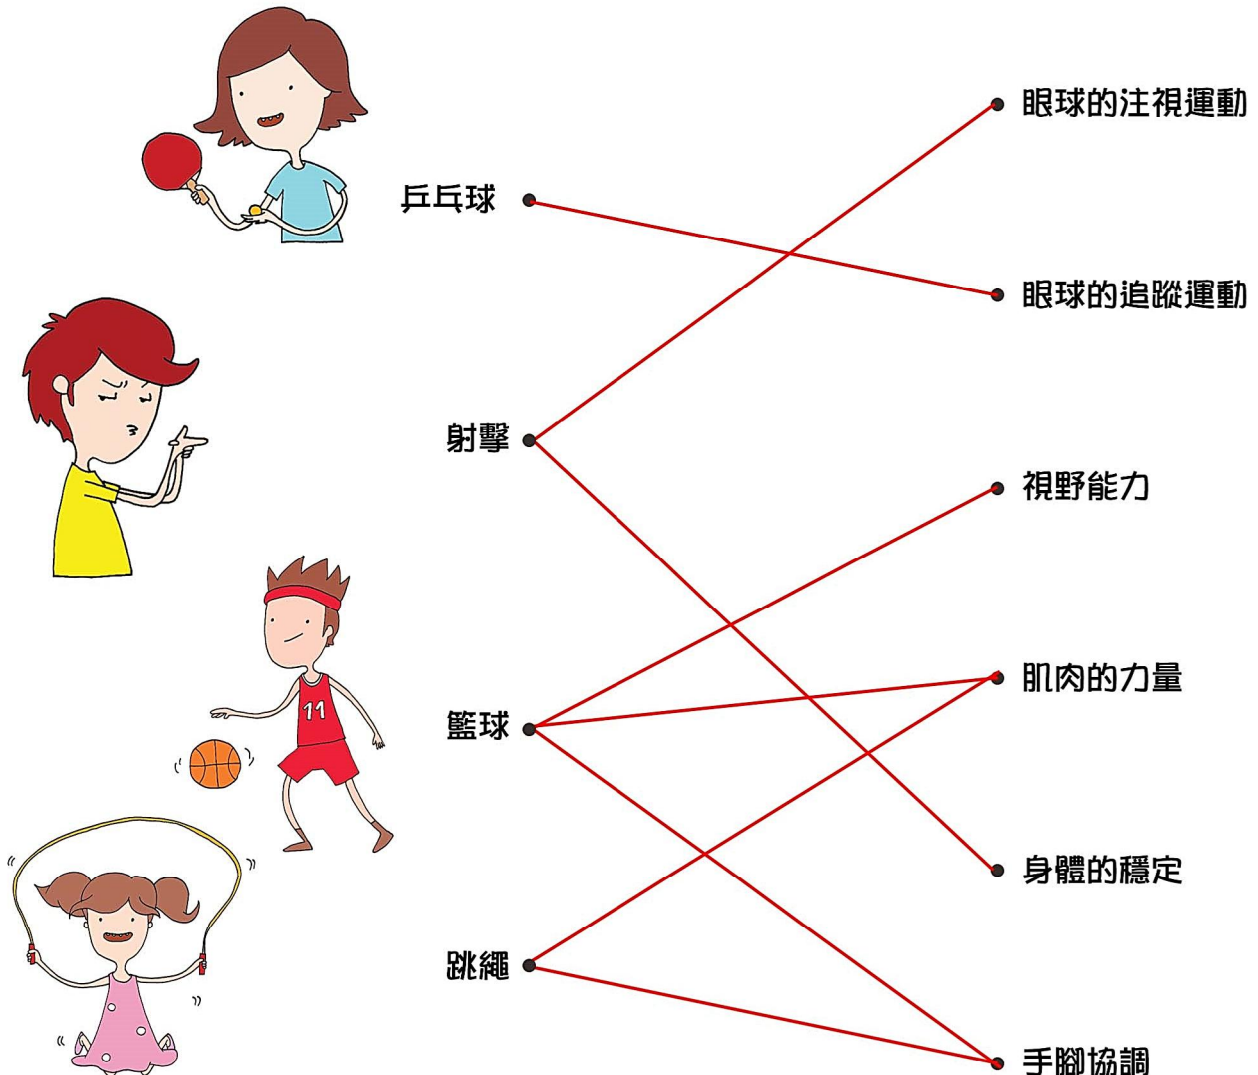 眼球的注視運動
乒乓球
眼球的追蹤運動
射擊
視野能力
肌肉的力量
籃球
11
身體的穩定
跳繩
手腳協調